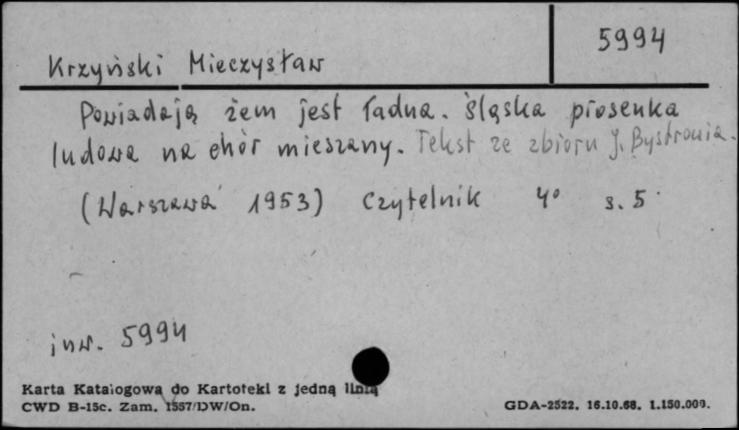 5994
Krzyński Mieczysław
Powiadają żem jest ładna. Śląska piosenka
ludowa na chór mieszany. Tekst ze zbioru J. Bystronia.
(Warszawa 1953) Czytelnik 4° s. 5
inw. 5994
Karta Katalogowa do Kartoteki z jedną linią
CWD B-15c. Zam. 1557/DW/On.
GDA-2522. 16.10.68. 1.150.000.